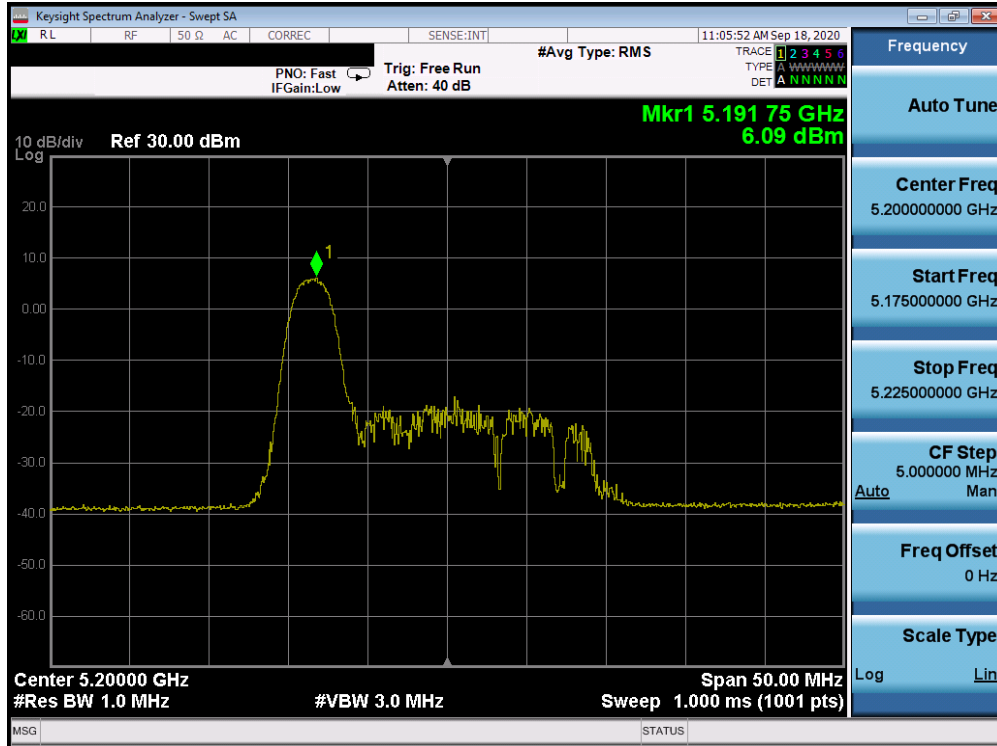 Keysight Spectrum Analyzer - Swept SA
LXI RL RF 50 Ω AC CORREC SENSE:INT 11:05:52 AM Sep 18, 2020
#Avg Type: RMS
TRACE 1 2 3 4 5 6
PNO: Fast Trig: Free Run
TYPE A WWWWW
IFGain:Low Atten: 40 dB
DET A N N N N N
Mkr1 5.191 75 GHz
6.09 dBm
10 dB/div Ref 30.00 dBm
Log
20.0
10.0
1
0.00
-10.0
-20.0
-30.0
-40.0
-50.0
-60.0
Center 5.20000 GHz Span 50.00 MHz
#Res BW 1.0 MHz #VBW 3.0 MHz Sweep 1.000 ms (1001 pts)
MSG STATUS
Frequency
Auto Tune
Center Freq
5.200000000 GHz
Start Freq
5.175000000 GHz
Stop Freq
5.225000000 GHz
CF Step
5.000000 MHz
Auto Man
Freq Offset
0 Hz
Scale Type
Log Lin